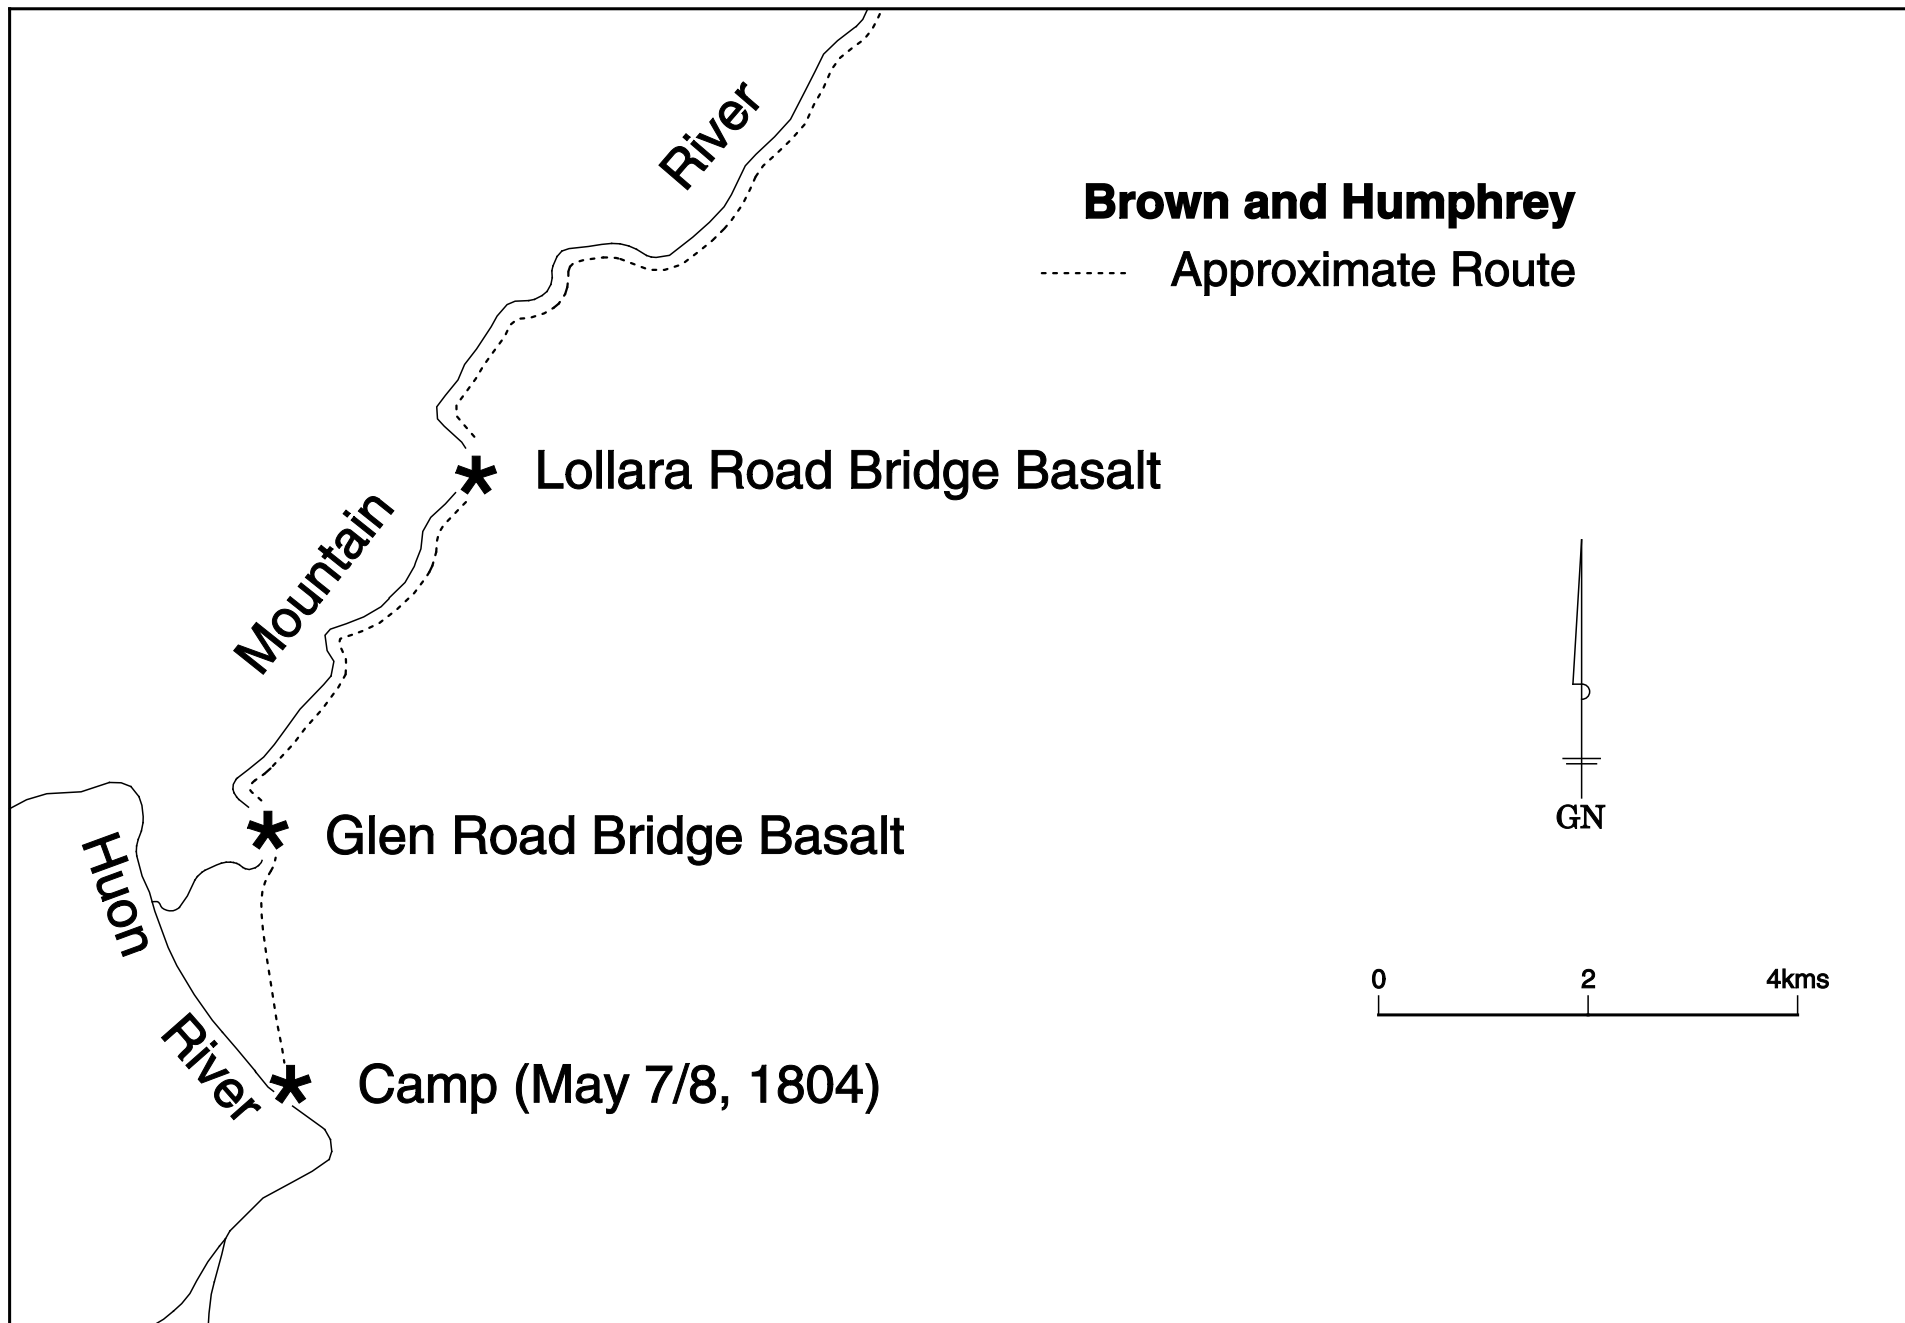 River
Brown and Humphrey
Approximate Route
Lollara Road Bridge Basalt
Mountain
Glen Road Bridge Basalt
GN
Huon
0 2 4kms
River
Camp (May 7/8, 1804)